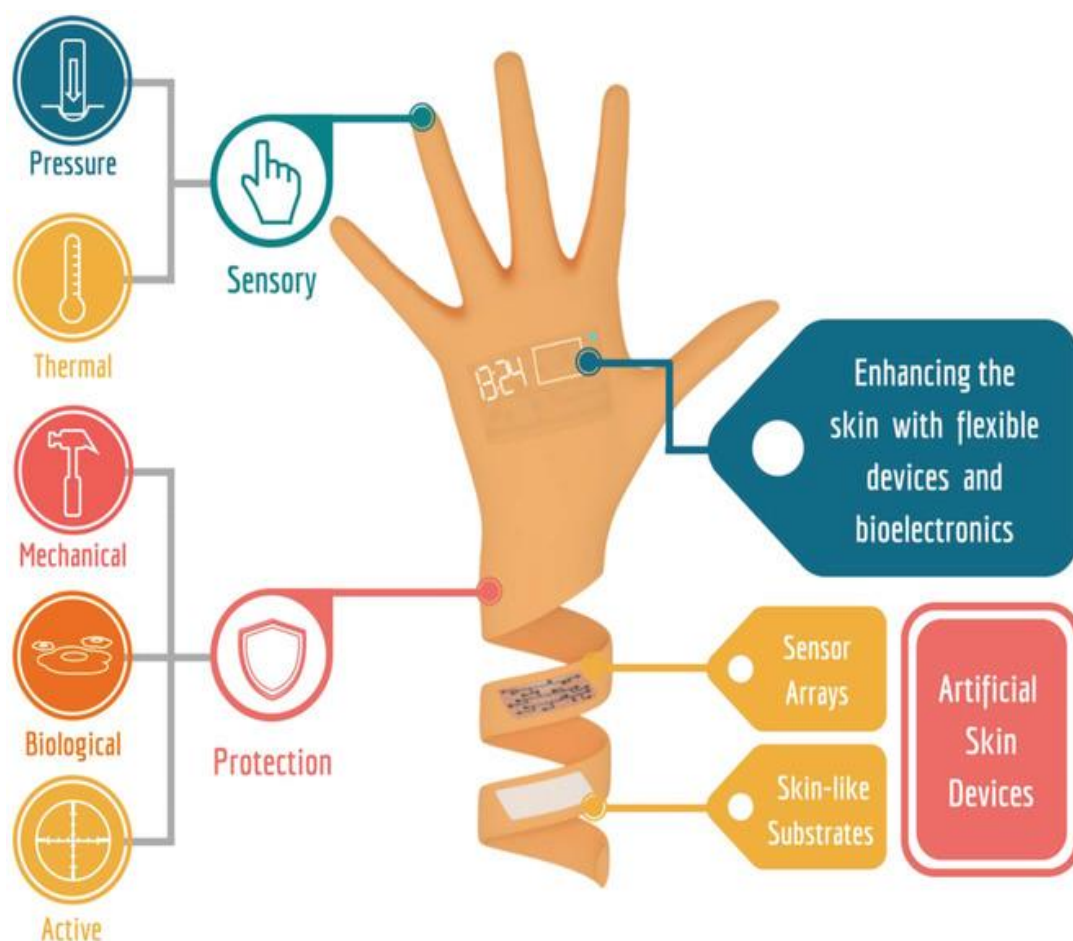 Pressure
Thermal
Sensory
Mechanical
Biological
Active
Protection
13:24
Enhancing the
skin with flexible
devices and
bioelectronics
Sensor
Arrays
Skin-like
Substrates
Artificial
Skin
Devices